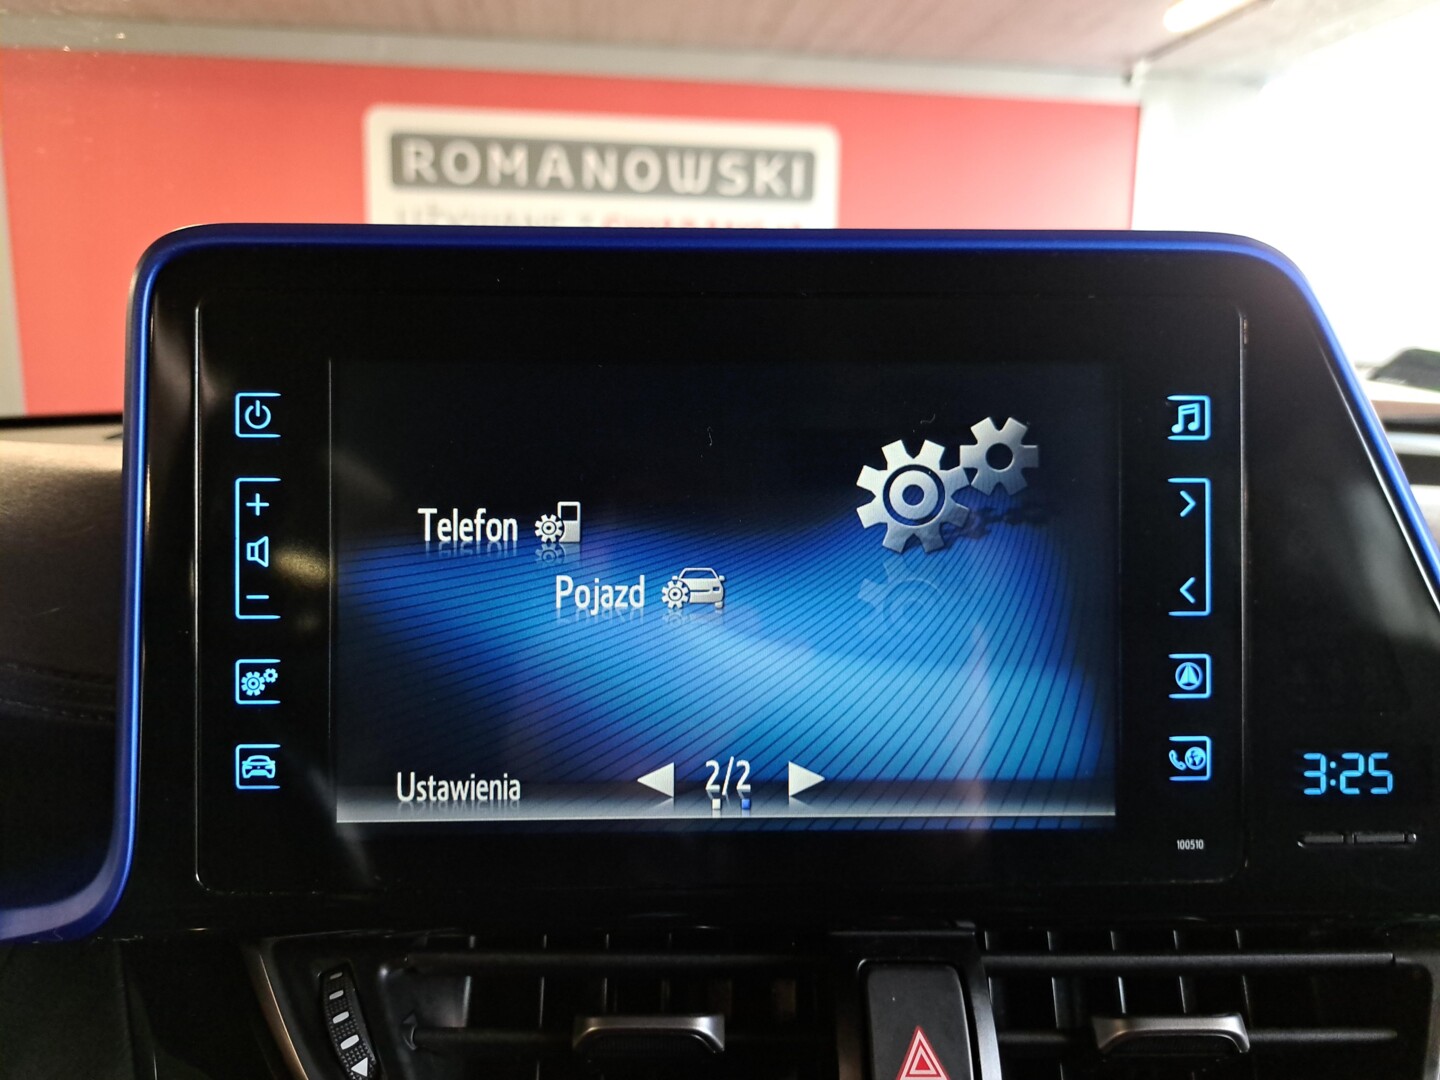 ROMANOWSKI
Telefon
Pojazd
Ustawienia
2/2
3:25
100510